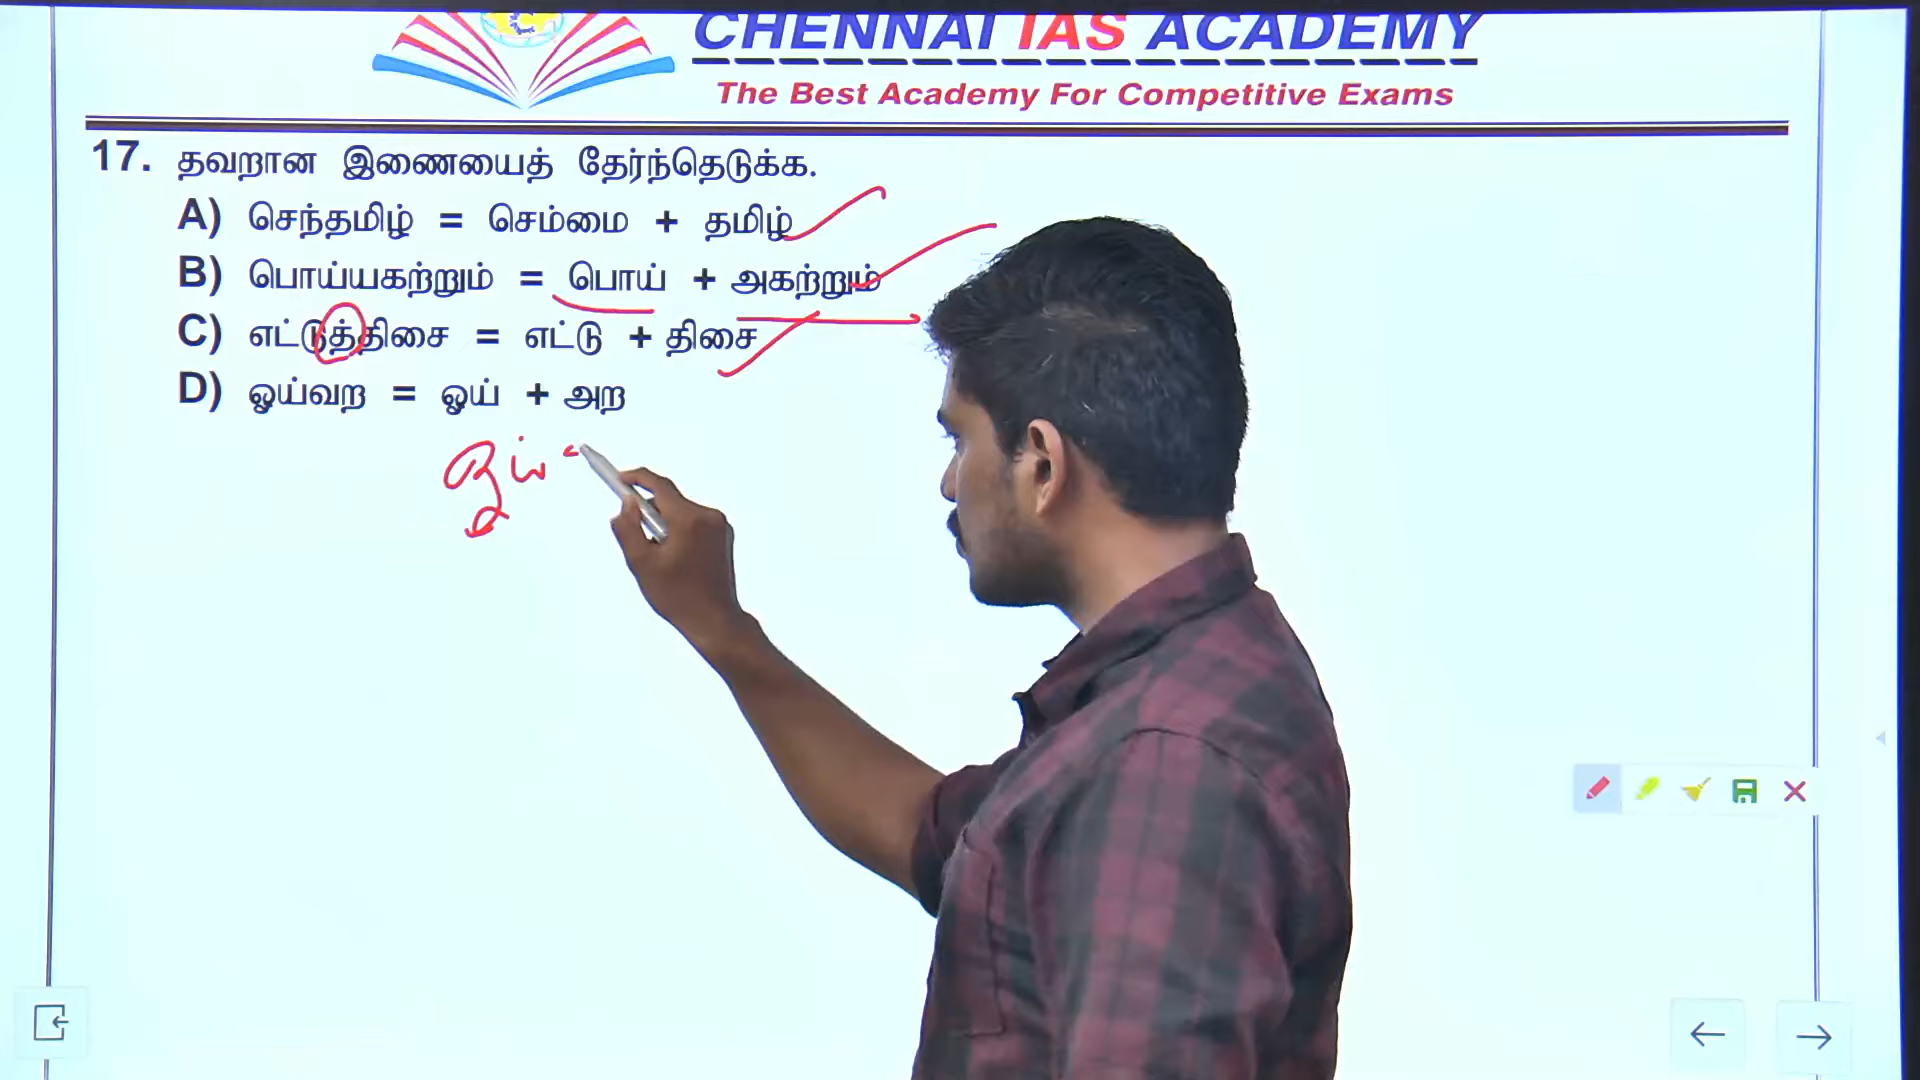 CHENNAI IAS ACADEMY
The Best Academy For Competitive Exams
17. தவறான இணையைத் தேர்ந்தெடுக்க.
A) செந்தமிழ் = செம்மை + தமிழ்
B) பொய்யகற்றும் = பொய் + அகற்றும்
C) எட்டுத்திசை = எட்டு + திசை
D) ஓய்வற = ஓய் + அற
ஓய்